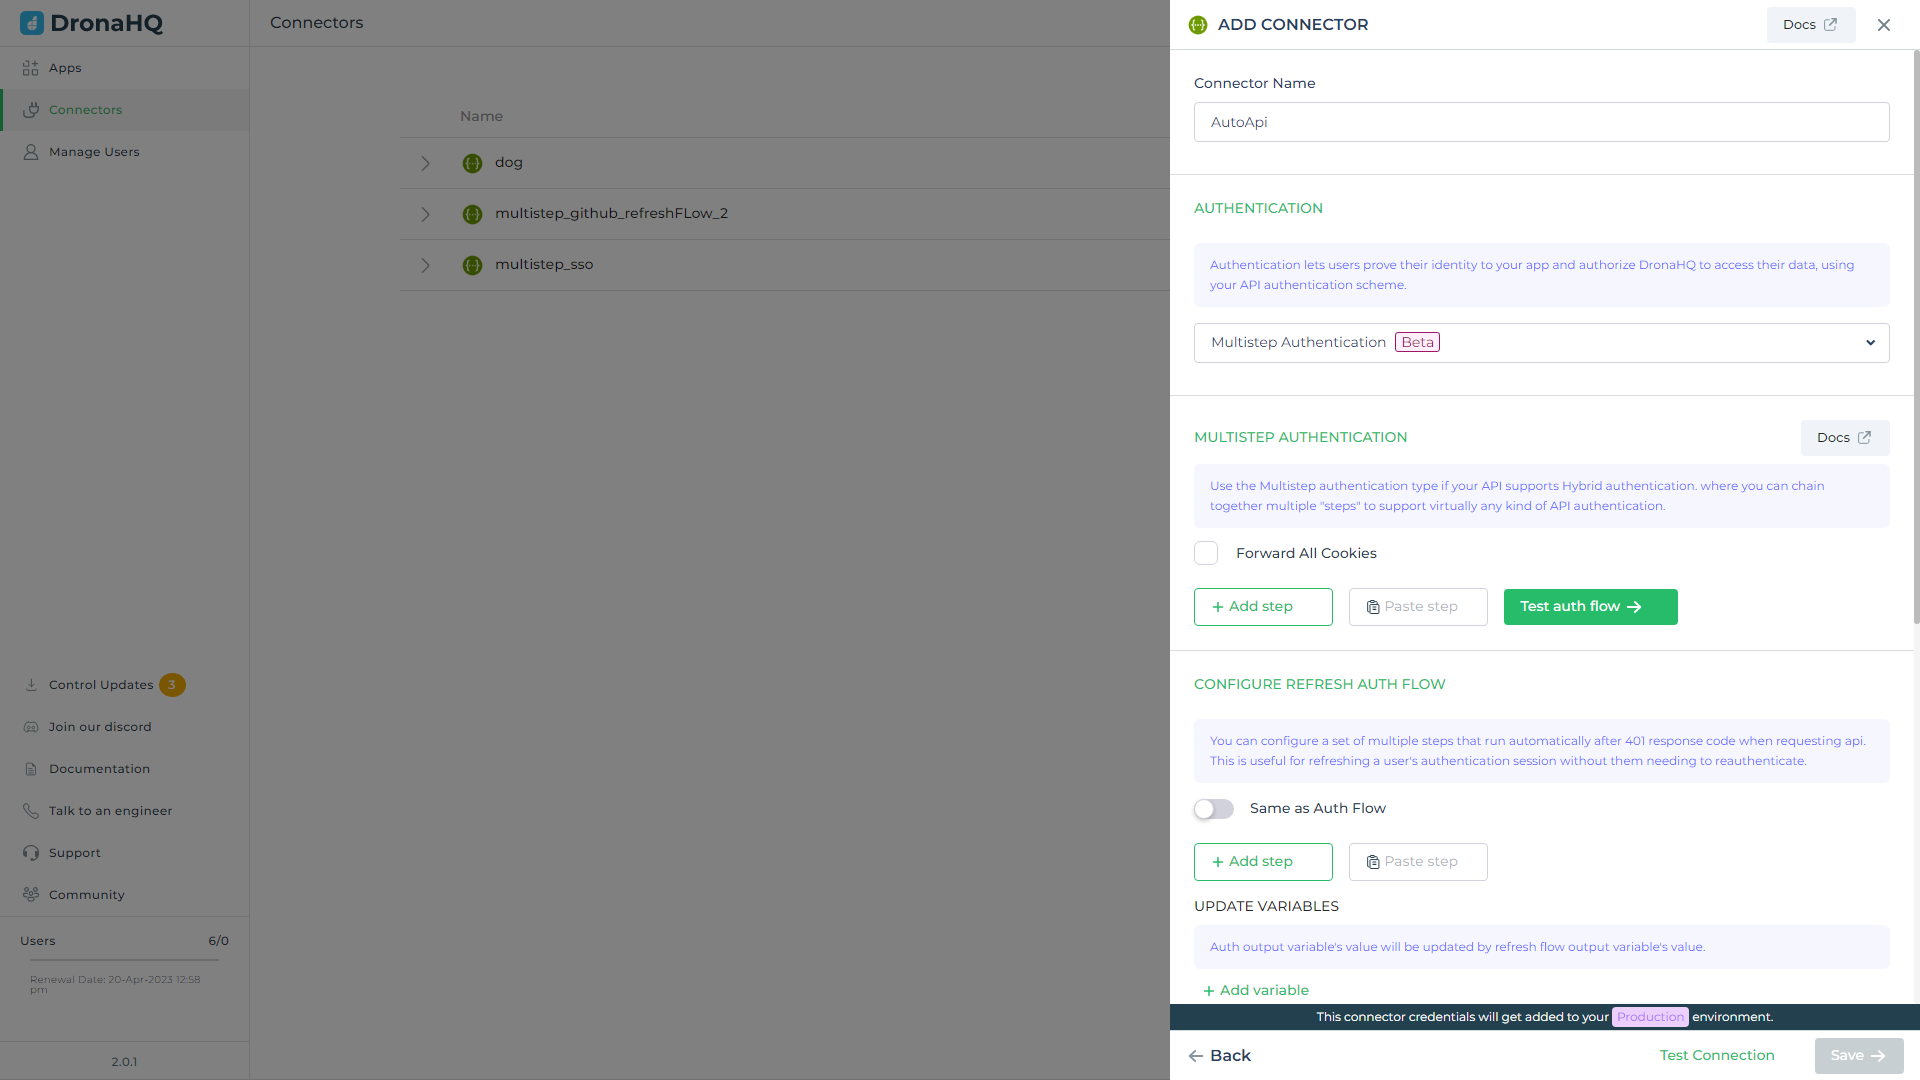 DronaHQ
Connectors
Apps
Connectors
Manage Users
Name
dog
multistep_github_refreshFLow_2
multistep_sso
Control Updates 3
Join our discord
Documentation
Talk to an engineer
Support
Community
Users 6/0
Renewal Date: 20-Apr-2023 12:58
pm
2.0.1
ADD CONNECTOR
Docs
Connector Name
AutoApi
AUTHENTICATION
Authentication lets users prove their identity to your app and authorize DronaHQ to access their data, using
your API authentication scheme.
Multistep Authentication Beta
MULTISTEP AUTHENTICATION
Docs
Use the Multistep authentication type if your API supports Hybrid authentication. where you can chain
together multiple "steps" to support virtually any kind of API authentication.
Forward All Cookies
+ Add step
Paste step
Test auth flow →
CONFIGURE REFRESH AUTH FLOW
You can configure a set of multiple steps that run automatically after 401 response code when requesting api.
This is useful for refreshing a user's authentication session without them needing to reauthenticate.
Same as Auth Flow
+ Add step
Paste step
UPDATE VARIABLES
Auth output variable's value will be updated by refresh flow output variable's value.
+ Add variable
This connector credentials will get added to your Production environment.
← Back
Test Connection
Save →